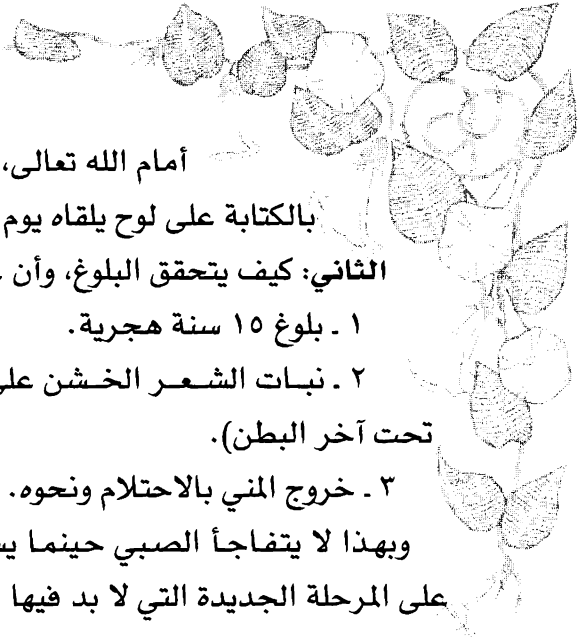 أمام الله تعالى،
بالكتابة على لوح يلقاه يوم
الثاني: كيف يتحقق البلوغ، وأن
١ ـ بلوغ ١٥ سنة هجرية.
٢ ـ نبات الشعر الخشن على
تحت آخر البطن).
٣ ـ خروج المني بالاحتلام ونحوه.
وبهذا لا يتفاجأ الصبي حينما
على المرحلة الجديدة التي لا بد فيها